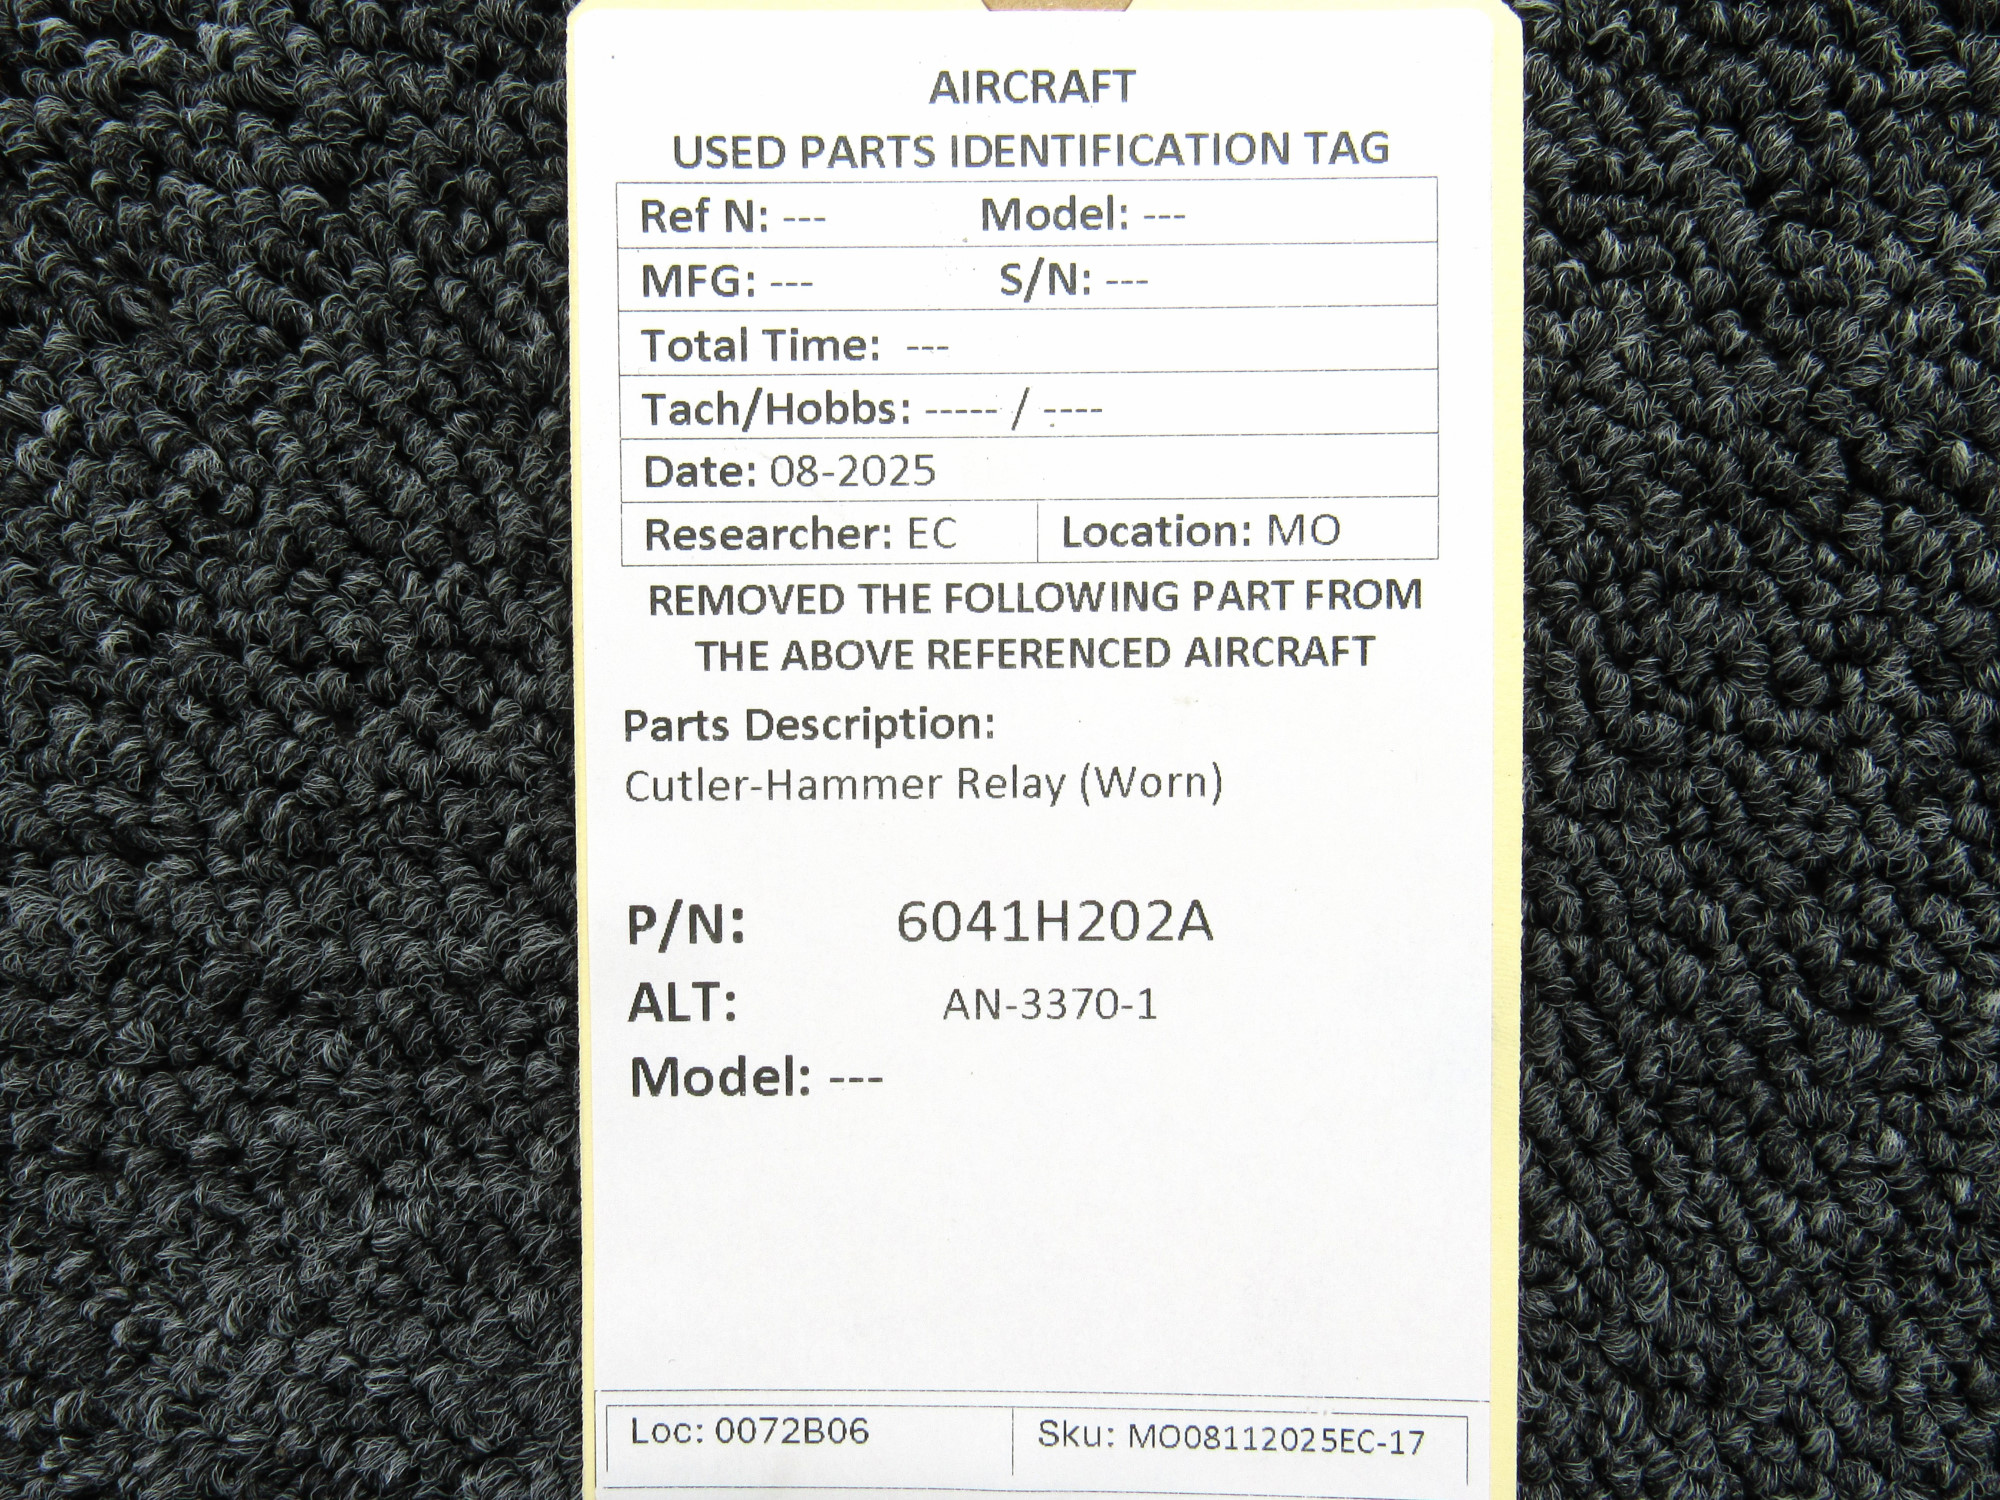 AIRCRAFT
USED PARTS IDENTIFICATION TAG
Ref N: --- Model: ---
MFG: --- S/N: ---
Total Time: ---
Tach/Hobbs: ----- / ----
Date: 08-2025
Researcher: EC Location: MO
REMOVED THE FOLLOWING PART FROM
THE ABOVE REFERENCED AIRCRAFT
Parts Description:
Cutler-Hammer Relay (Worn)
P/N: 6041H202A
ALT: AN-3370-1
Model: ---
Loc: 0072B06 Sku: MO08112025EC-17